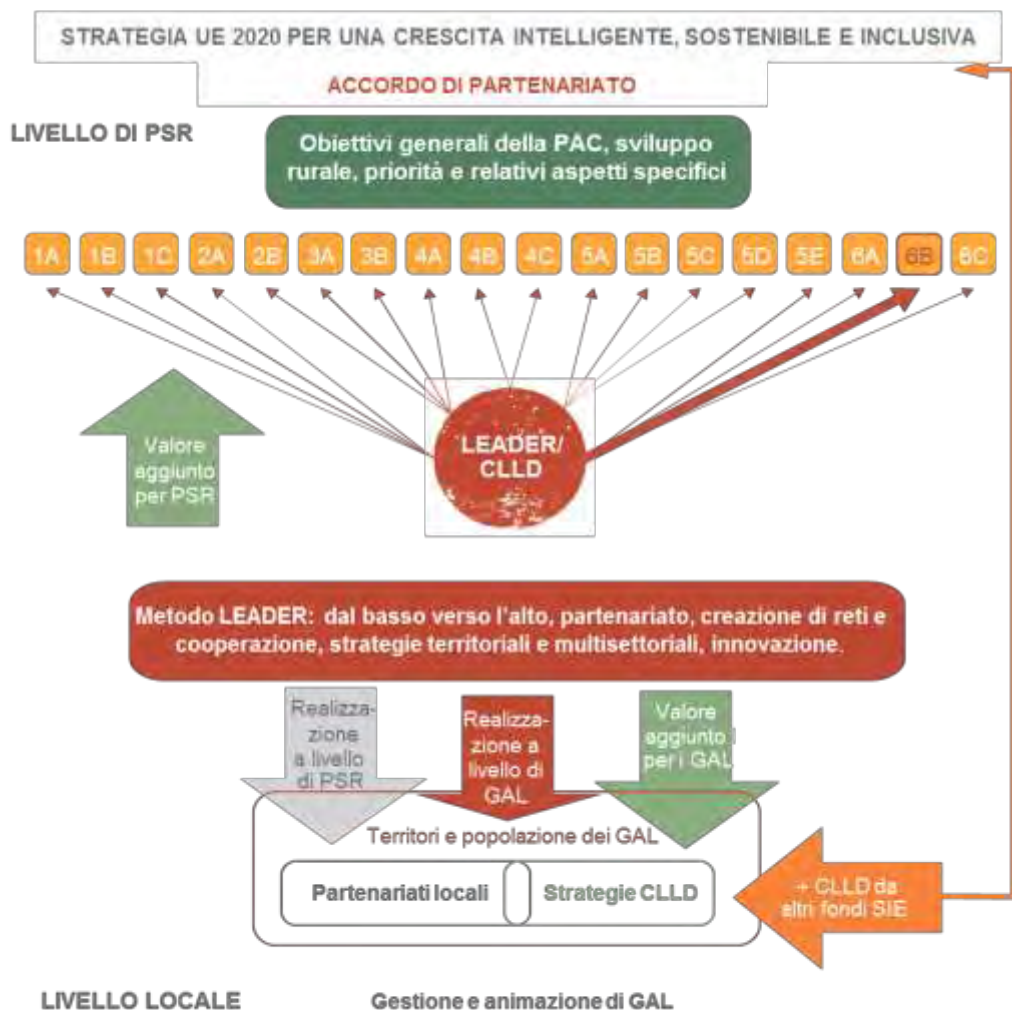 STRATEGIA UE 2020 PER UNA CRESCITA INTELLIGENTE, SOSTENIBILE E INCLUSIVA
ACCORDO DI PARTENARIATO
LIVELLO DI PSR
Obiettivi generali della PAC, sviluppo
rurale, priorità e relativi aspetti specifici
1A 1B 1C 2A 2B 3A 3B 4A 4B 4C 5A 5B 5C 5D 5E 6A 6B 6C
Valore
aggiunto
per PSR
LEADER/
CLLD
Metodo LEADER: dal basso verso l'alto, partenariato, creazione di reti e
cooperazione, strategie territoriali e multisettoriali, innovazione.
Realizza-
zione
a livello
di PSR
Realizza-
zione a
livello di
GAL
Valore
aggiunto
per i GAL
Territori e popolazione dei GAL
Partenariati locali
Strategie CLLD
+ CLLD da
altri fondi SIE
LIVELLO LOCALE
Gestione e animazione di GAL